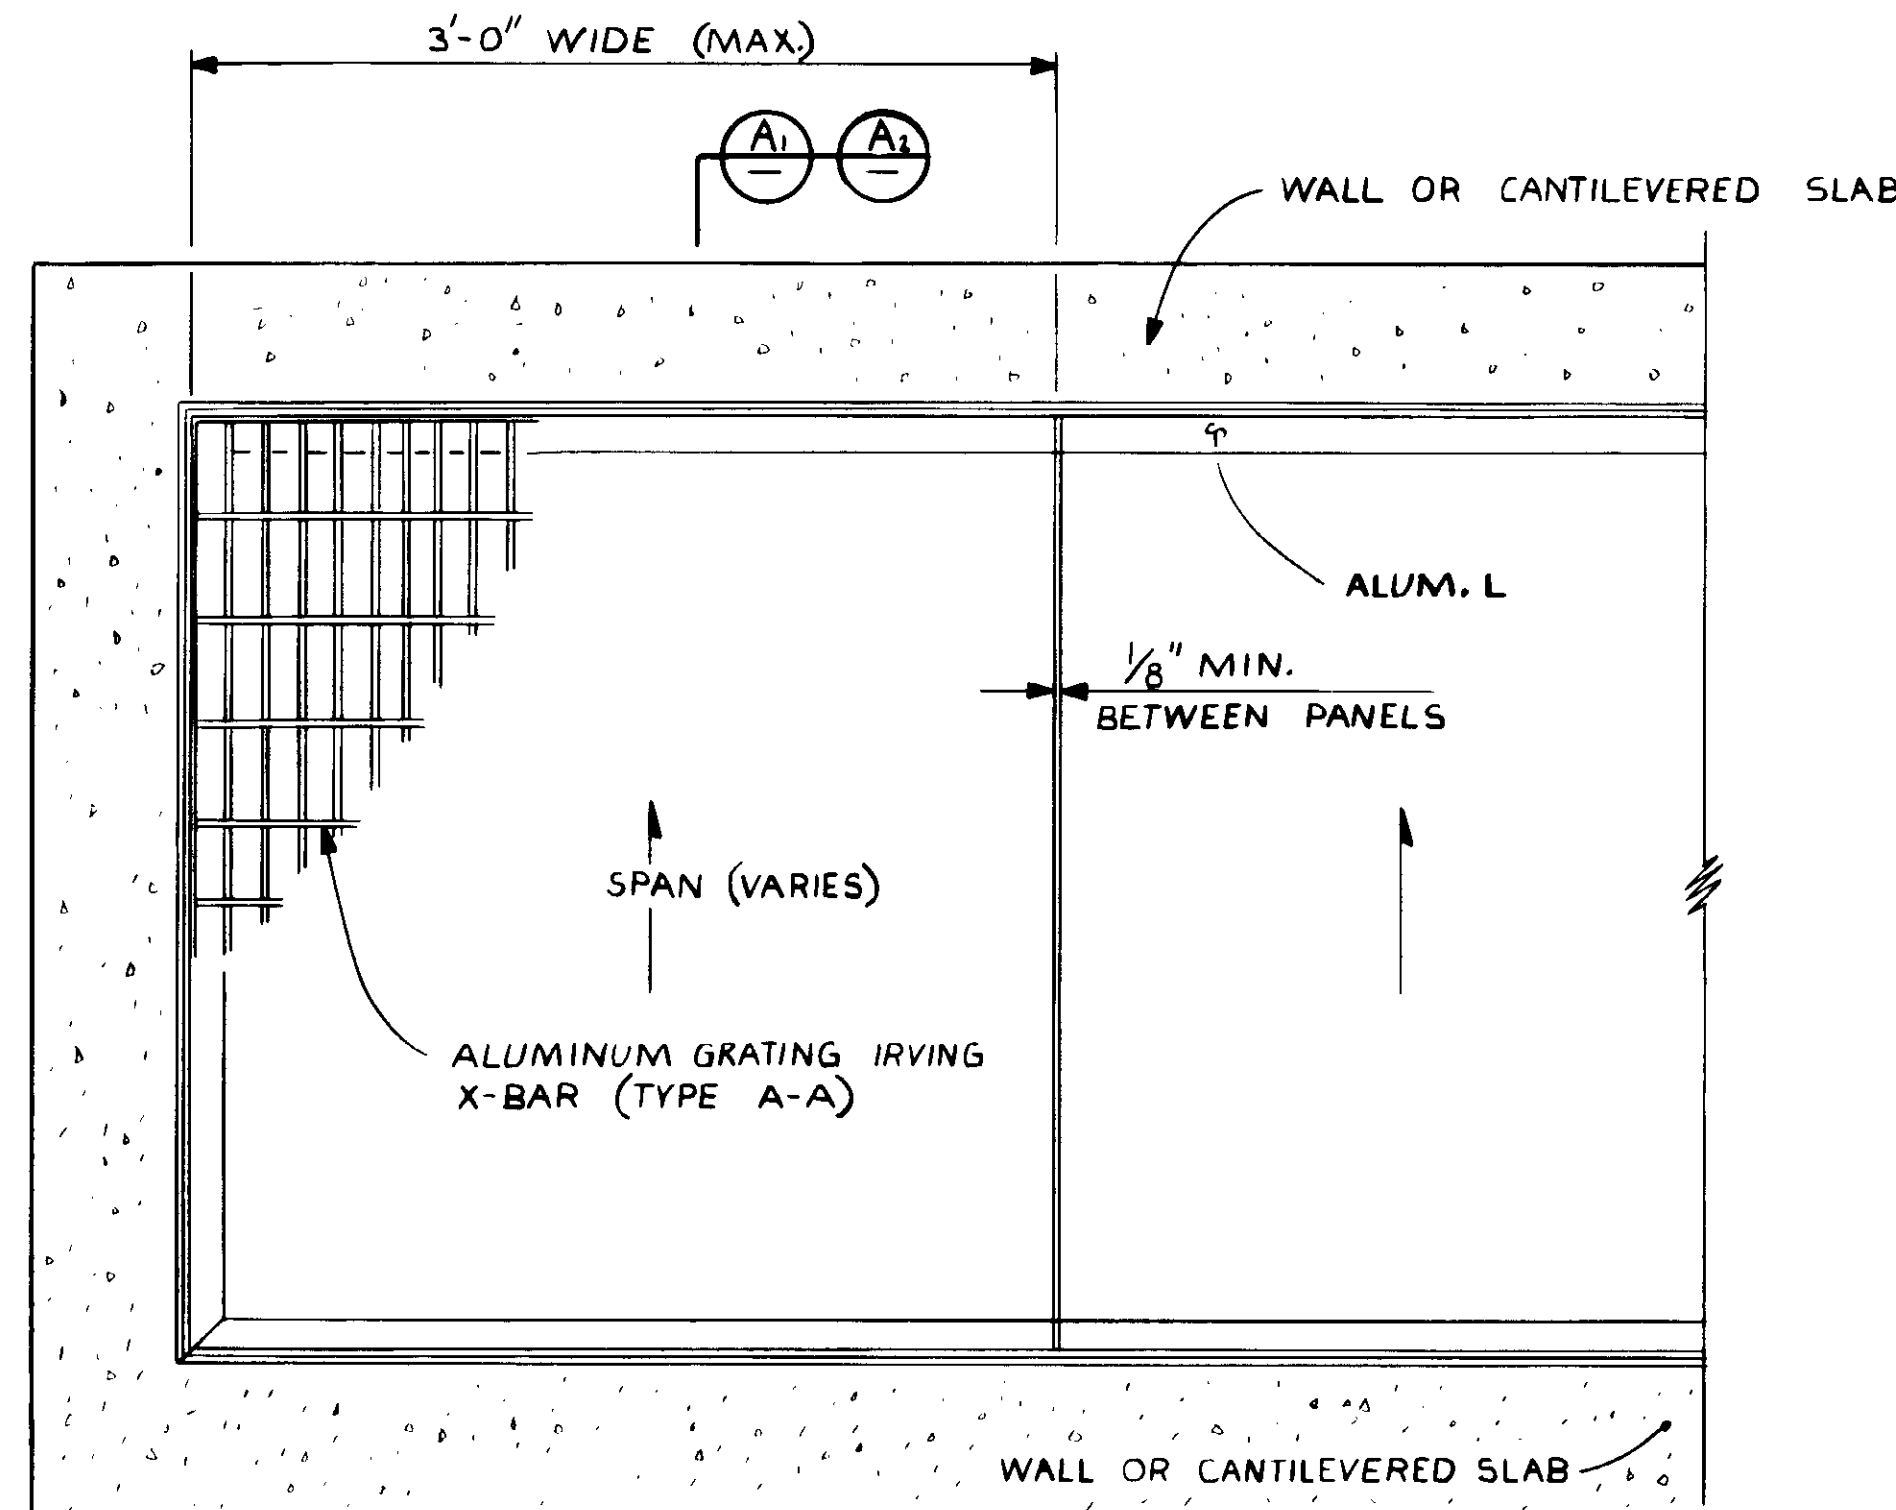 3'-0" WIDE (MAX.)
A1 A2
WALL OR CANTILEVERED SLAB
ALUM. L
1/8" MIN.
BETWEEN PANELS
SPAN (VARIES)
ALUMINUM GRATING IRVING
X-BAR (TYPE A-A)
WALL OR CANTILEVERED SLAB